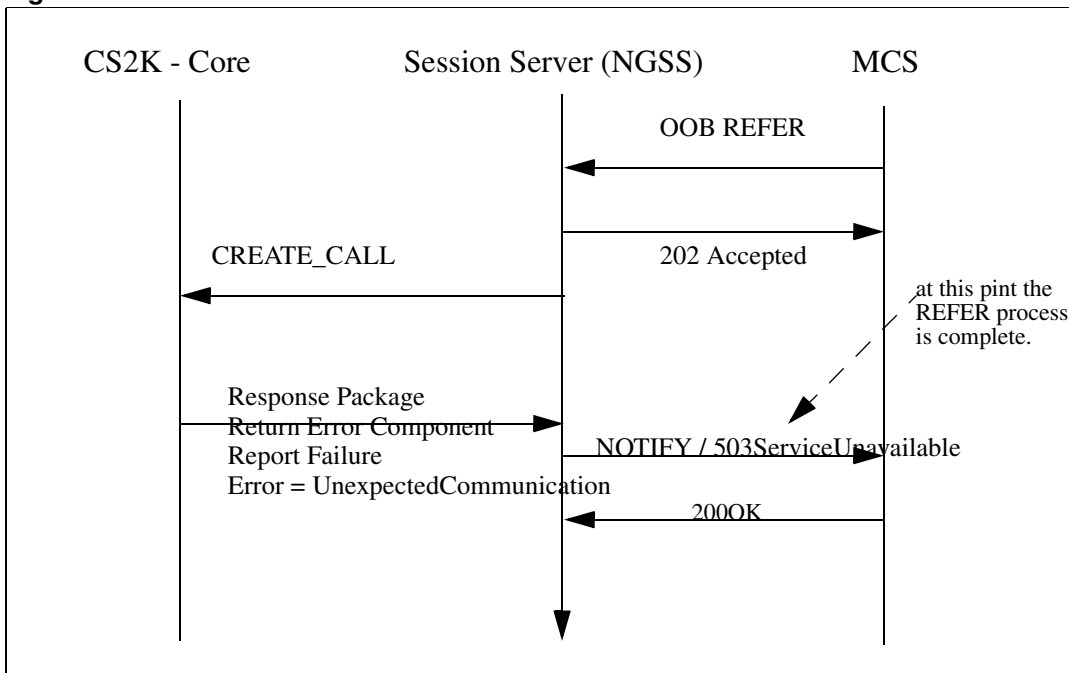 CS2K - Core
Session Server (NGSS)
MCS
OOB REFER
CREATE_CALL
202 Accepted
at this pint the
REFER process
is complete.
Response Package
Return Error Component
Report Failure
Error = UnexpectedCommunication
NOTIFY / 503ServiceUnavailable
200OK